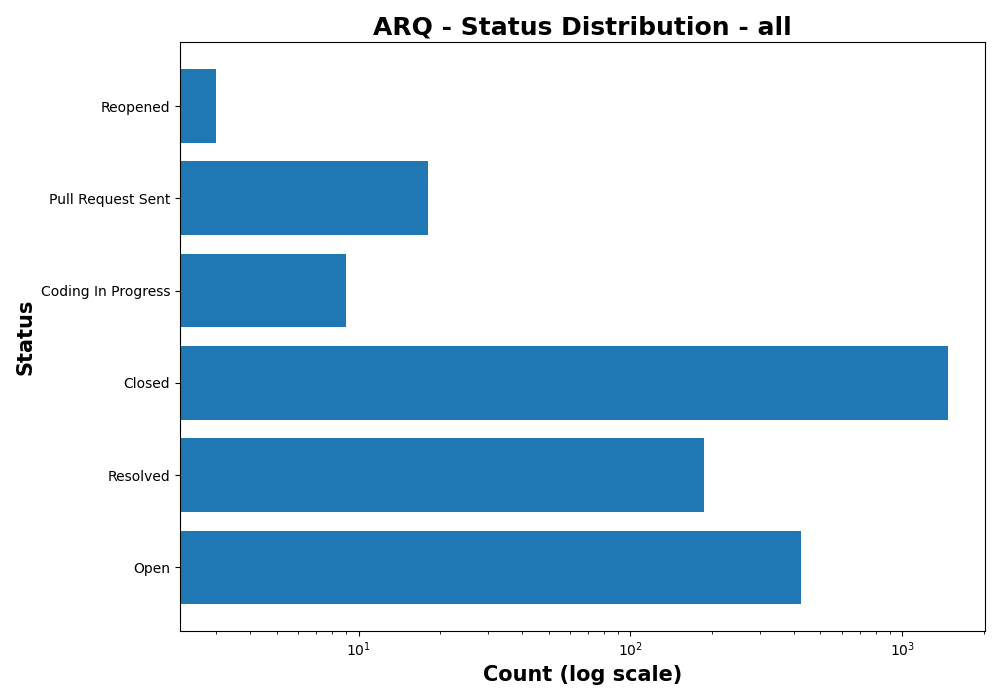 ARQ - Status Distribution - all
Reopened
Pull Request Sent
Coding In Progress
Closed
Resolved
Open
Status
10¹
10²
10³
Count (log scale)